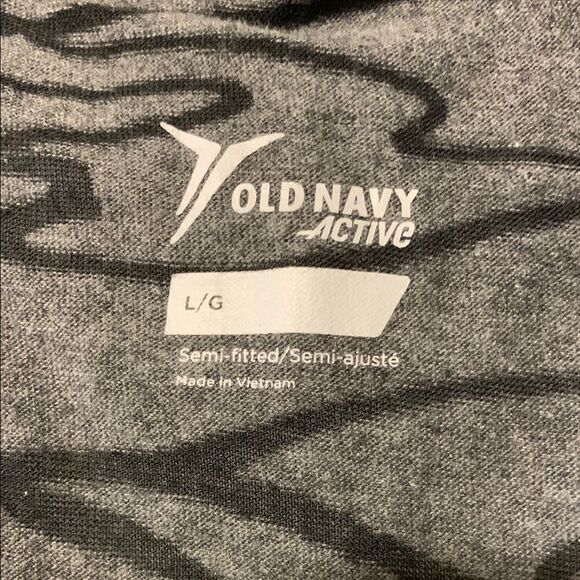 OLD NAVY
ACTIVE
L/G
Semi-fitted/Semi-ajusté
Made in Vietnam